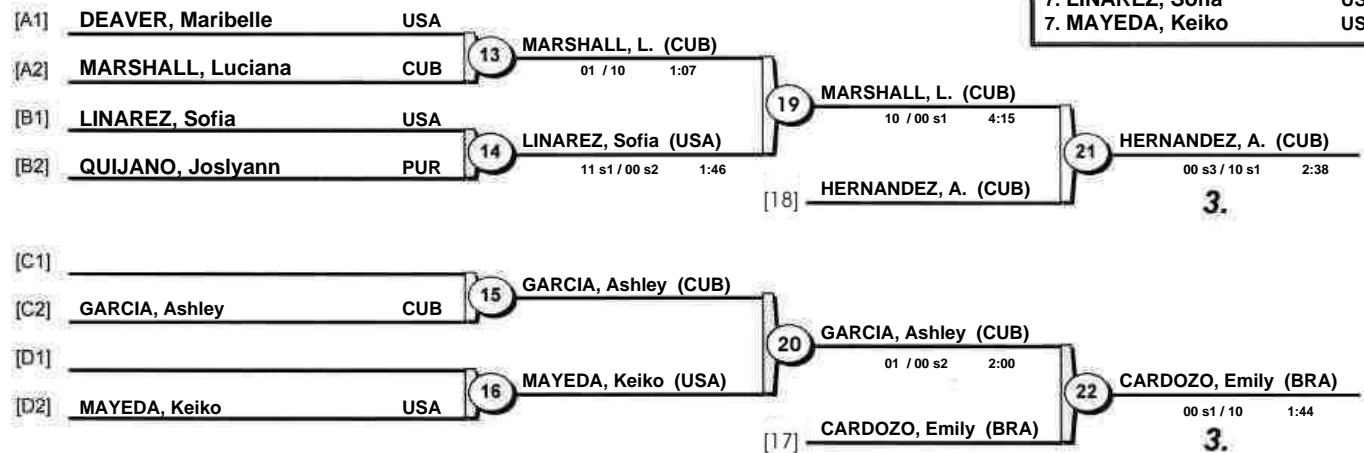 7. LINAREZ, Sofia US
7. MAYEDA, Keiko US
[A1] DEAVER, Maribelle USA
13 MARSHALL, L. (CUB)
01 / 10 1:07
[A2] MARSHALL, Luciana CUB
19 MARSHALL, L. (CUB)
10 / 00 s1 4:15
[B1] LINAREZ, Sofia USA
14 LINAREZ, Sofia (USA)
11 s1 / 00 s2 1:46
21 HERNANDEZ, A. (CUB)
00 s3 / 10 s1 2:38
3.
[B2] QUIJANO, Joslyann PUR
[18] HERNANDEZ, A. (CUB)
[C1]
15 GARCIA, Ashley (CUB)
[C2] GARCIA, Ashley CUB
20 GARCIA, Ashley (CUB)
01 / 00 s2 2:00
[D1]
16 MAYEDA, Keiko (USA)
22 CARDOZO, Emily (BRA)
00 s1 / 10 1:44
3.
[D2] MAYEDA, Keiko USA
[17] CARDOZO, Emily (BRA)